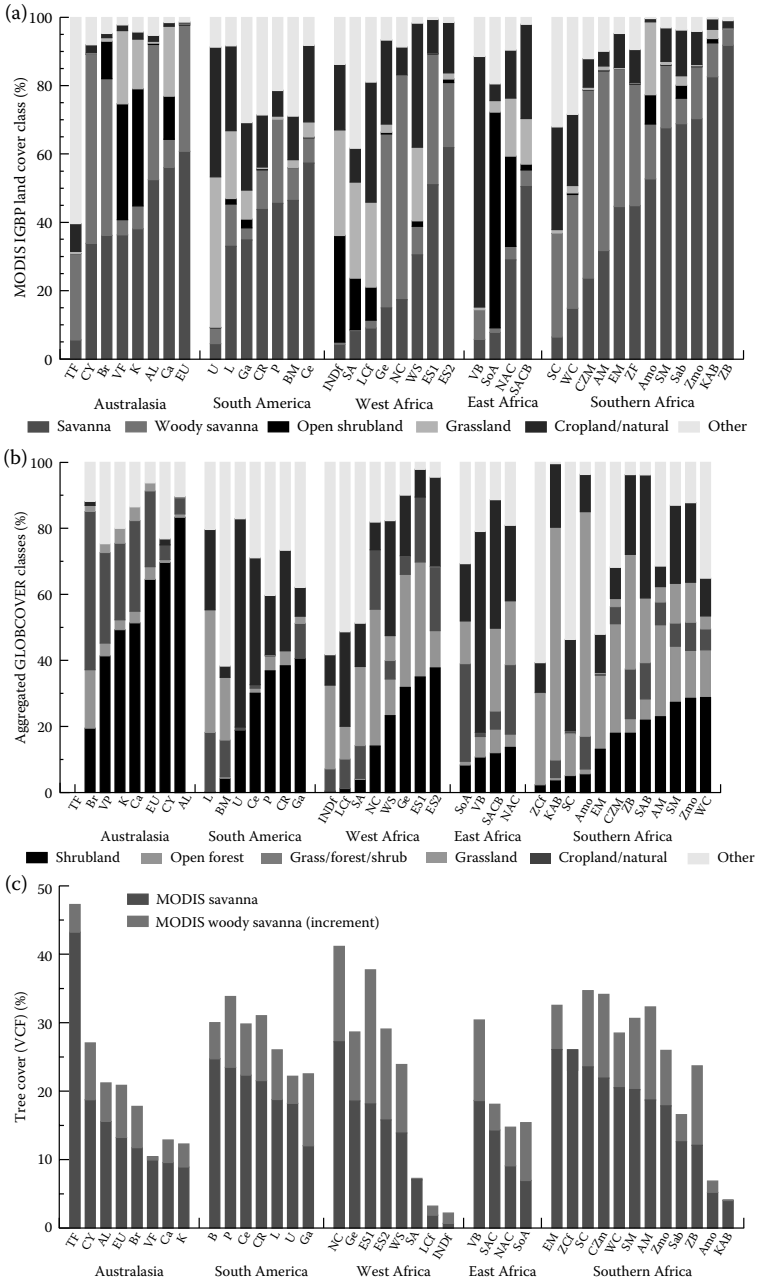 (a)
100
80
60
40
20
0
MODIS IGBP land cover class (%)
TF CY Br VF K AL Ca EU U L Ga CR P BM Ce INDf SA LCf Ge NC WS ES1 ES2 VB SoA NAC SACB SC WC CZM AM EM ZF Amo SM Sab Zmo KAB ZB
Australasia South America West Africa East Africa Southern Africa
Savanna Woody savanna Open shrubland Grassland Cropland/natural Other
(b)
100
80
60
40
20
0
Aggregated GLOBCOVER classes (%)
TF Br VP K Ca EU CY AL L BM U Ce P CR Ga INDf LCf SA NC WS Ge ES1 ES2 SoA VB SACB NAC ZCf KAB SC Amo EM CZM ZB SAB AM SM Zmo WC
Australasia South America West Africa East Africa Southern Africa
Shrubland Open forest Grass/forest/shrub Grassland Cropland/natural Other
(c)
50
40
30
20
10
0
Tree cover (VCF) (%)
MODIS savanna
MODIS woody savanna (increment)
TF CY AL EU Br VF Ca K B P Ce CR L U Ga NC Ge ES1 ES2 WS SA LCf INDf VB SAC NAC SoA EM ZCf SC CZm WC SM AM Zmo Sab ZB Amo KAB
Australasia South America West Africa East Africa Southern Africa